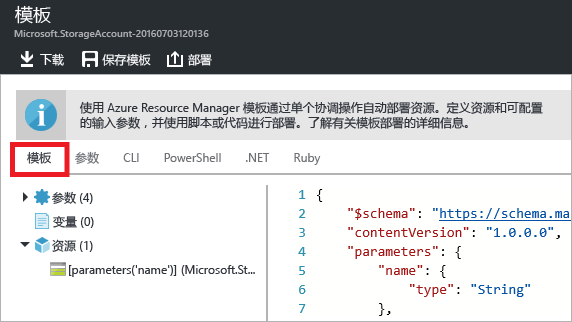 模板
Microsoft.StorageAccount-20160703120136
下载 保存模板 部署
使用 Azure Resource Manager 模板通过单个协调操作自动部署资源。定义资源和可配置
的输入参数，并使用脚本或代码进行部署。了解有关模板部署的详细信息。
模板 参数 CLI PowerShell .NET Ruby
参数 (4)
变量 (0)
资源 (1)
[parameters('name')] (Microsoft.St...
1 {
2 "$schema": "https://schema.ma
3 "contentVersion": "1.0.0.0",
4 "parameters": {
5 "name": {
6 "type": "String"
7 },